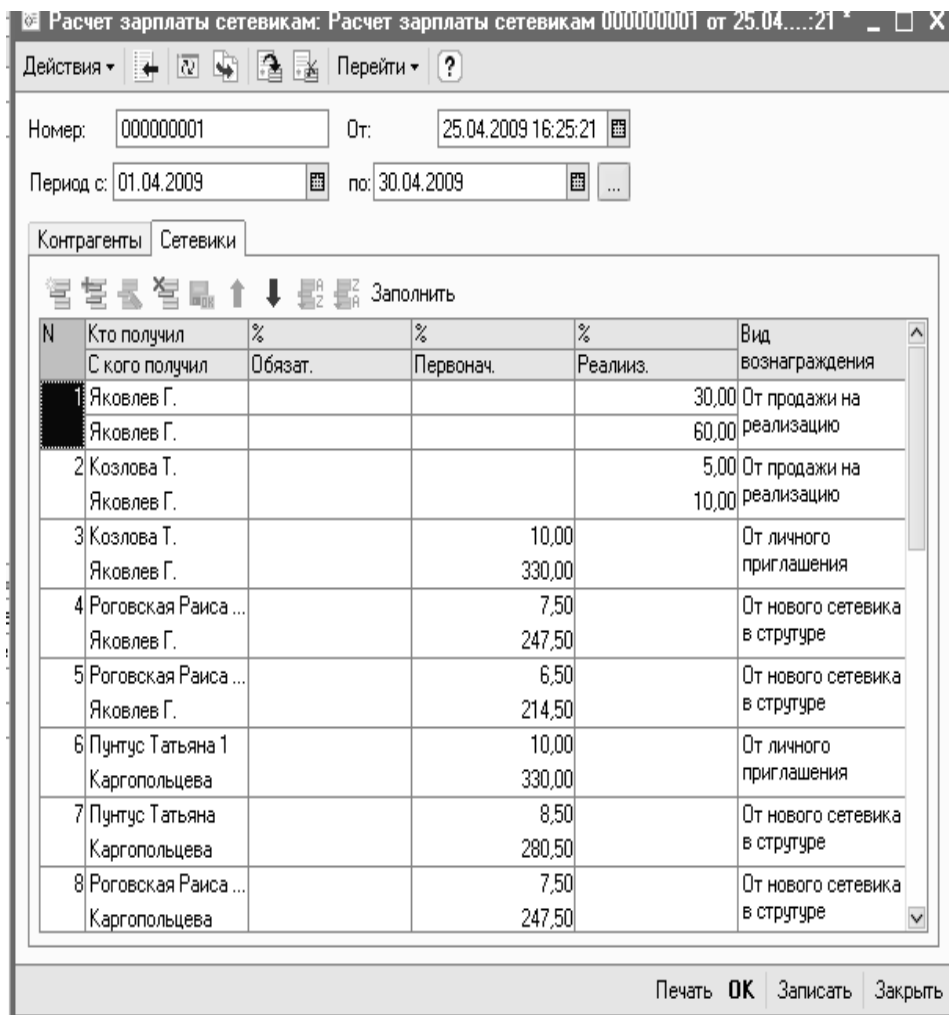 Расчет зарплаты сетевикам: Расчет зарплаты сетевикам 000000001 от 25.04....:21 *
Действия Перейти ?
Номер: 000000001 От: 25.04.2009 16:25:21
Период с: 01.04.2009 по: 30.04.2009 ...
Контрагенты Сетевики
Заполнить
N Кто получил % % % Вид вознаграждения
С кого получил Обязат. Первонач. Реализ.
1 Яковлев Г. 30,00 От продажи на
Яковлев Г. 60,00 реализацию
2 Козлова Т. 5,00 От продажи на
Яковлев Г. 10,00 реализацию
3 Козлова Т. 10,00 От личного
Яковлев Г. 330,00 приглашения
4 Роговская Раиса ... 7,50 От нового сетевика
Яковлев Г. 247,50 в струтуре
5 Роговская Раиса ... 6,50 От нового сетевика
Яковлев Г. 214,50 в струтуре
6 Пунтус Татьяна 1 10,00 От личного
Каргопольцева 330,00 приглашения
7 Пунтус Татьяна 8,50 От нового сетевика
Каргопольцева 280,50 в струтуре
8 Роговская Раиса ... 7,50 От нового сетевика
Каргопольцева 247,50 в струтуре
Печать OK Записать Закрыть